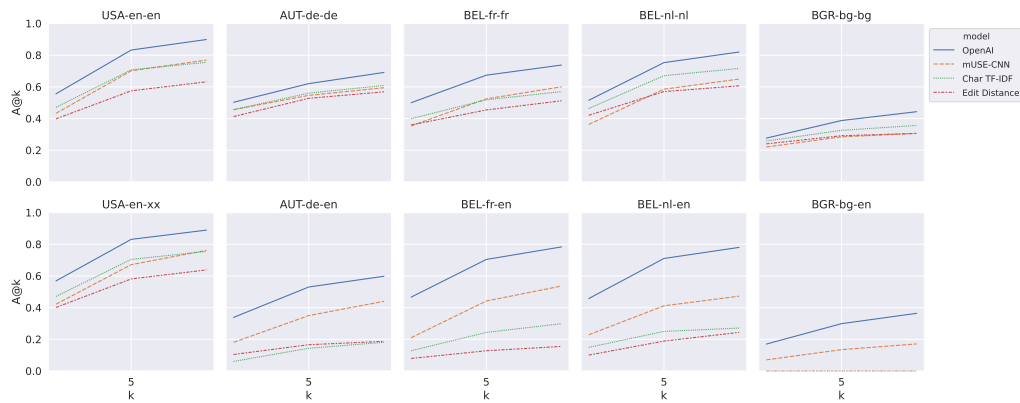 USA-en-en
AUT-de-de
BEL-fr-fr
BEL-nl-nl
BGR-bg-bg
1.0
0.8
0.6
0.4
0.2
0.0
A@k
model
OpenAI
mUSE-CNN
Char TF-IDF
Edit Distance
USA-en-xx
AUT-de-en
BEL-fr-en
BEL-nl-en
BGR-bg-en
1.0
0.8
0.6
0.4
0.2
0.0
A@k
5
5
5
5
5
k
k
k
k
k